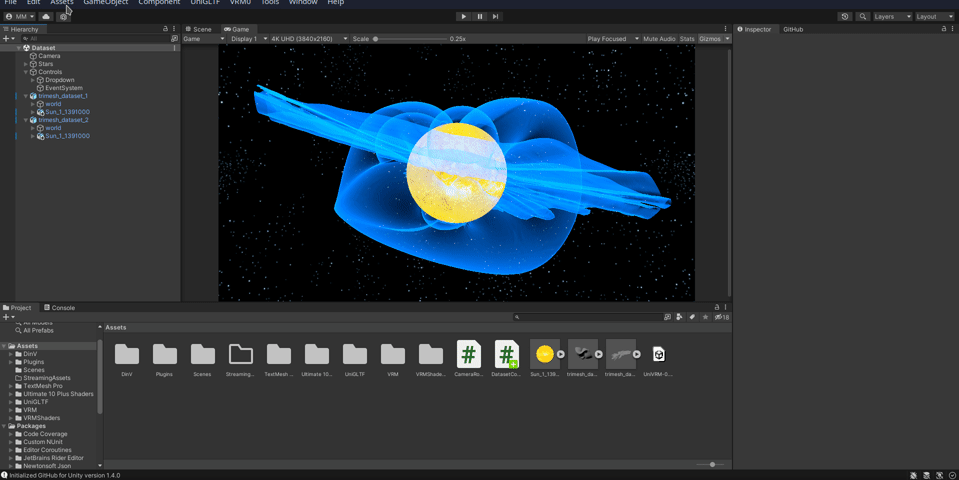 File Edit Assets GameObject Component UniGLTF VRM0 Tools Window Help
MM Layers Layout
Hierarchy Scene Game Inspector GitHub
All
Game Display 1 4K UHD (3840x2160) Scale 0.25x Play Focused Mute Audio Stats Gizmos
Dataset
Camera
Stars
Controls
Dropdown
EventSystem
trimesh_dataset_1
world
Sun_1_1391000
trimesh_dataset_2
world
Sun_1_1391000
Project Console
18
All Prefabs
Assets
DinV
Plugins
Scenes
StreamingAssets
TextMesh Pro
Ultimate 10 Plus Shaders
UniGLTF
VRM
VRMShaders
Packages
Code Coverage
Custom NUnit
Editor Coroutines
JetBrains Rider Editor
Newtonsoft Json
Assets
DinV Plugins Scenes Streaming... TextMesh ... Ultimate 10... UniGLTF VRM VRMShade... CameraRo... DatasetCo... Sun_1_139... trimesh_da... trimesh_da... UniVRM-0....
Initialized GitHub for Unity version 1.4.0